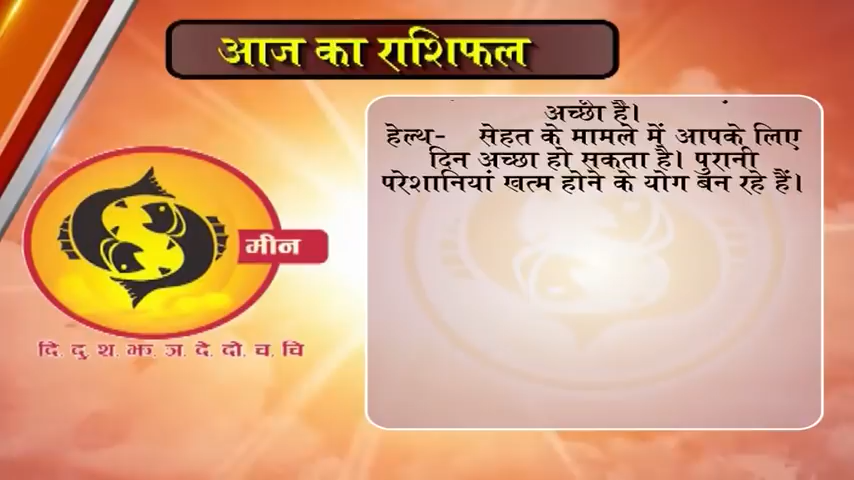 आज का राशिफल
अच्छा है।
हेल्थ- सेहत के मामले में आपके लिए
दिन अच्छा हो सकता है। पुरानी
परेशानियां खत्म होने के योग बन रहे हैं।
मीन
दि. दु. श. झ. ञ. दे. दो. च. चि